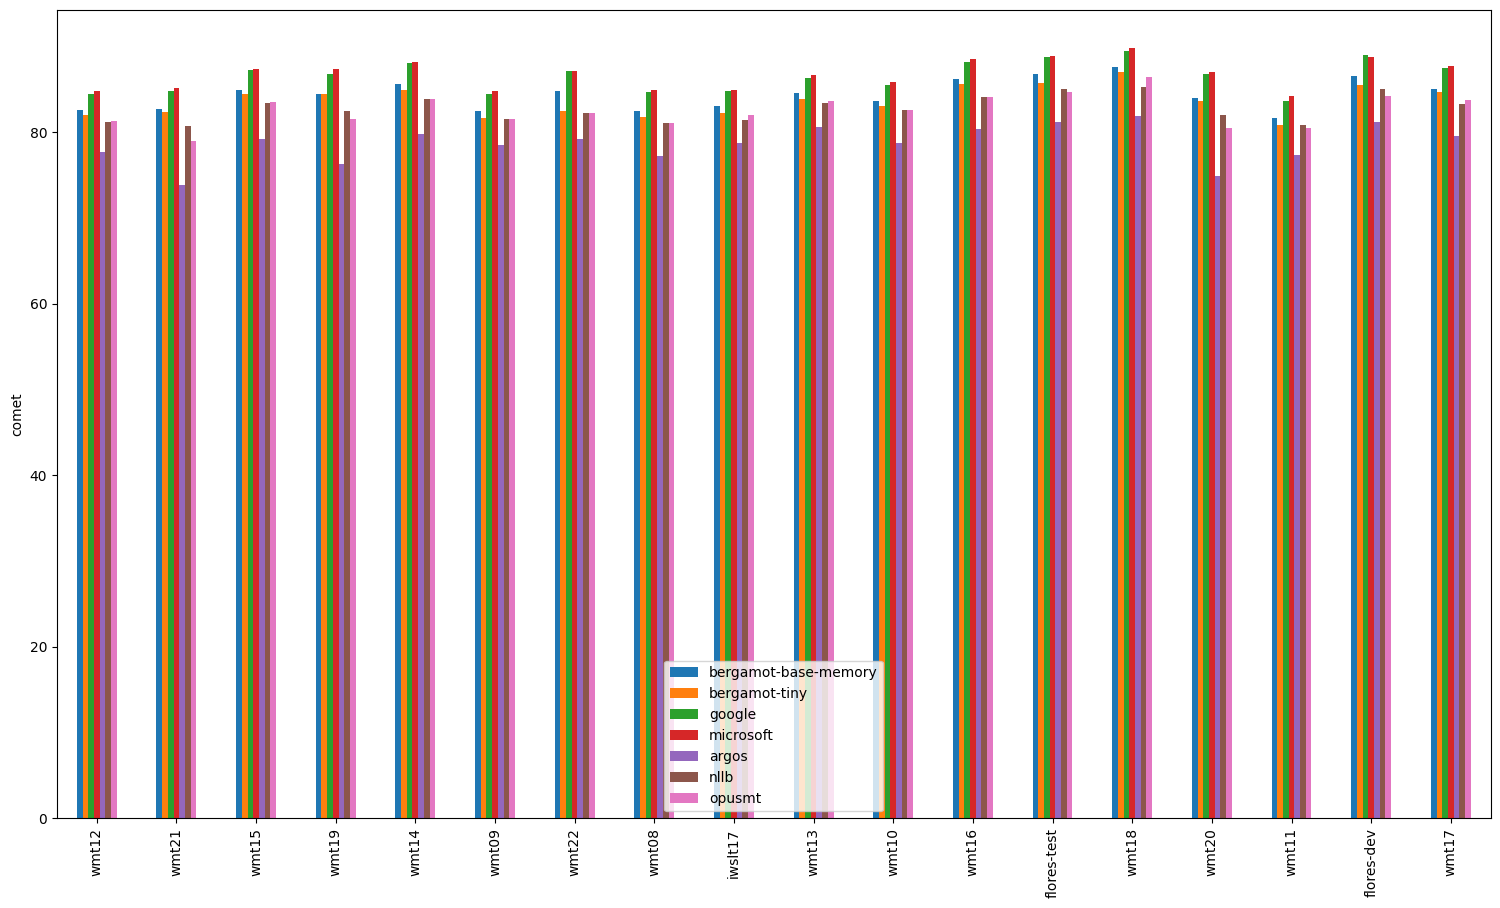 comet
80
60
40
20
0
bergamot-base-memory
bergamot-tiny
google
microsoft
argos
nllb
opusmt
wmt12
wmt21
wmt15
wmt19
wmt14
wmt09
wmt22
wmt08
iwslt17
wmt13
wmt10
wmt16
flores-test
wmt18
wmt20
wmt11
flores-dev
wmt17